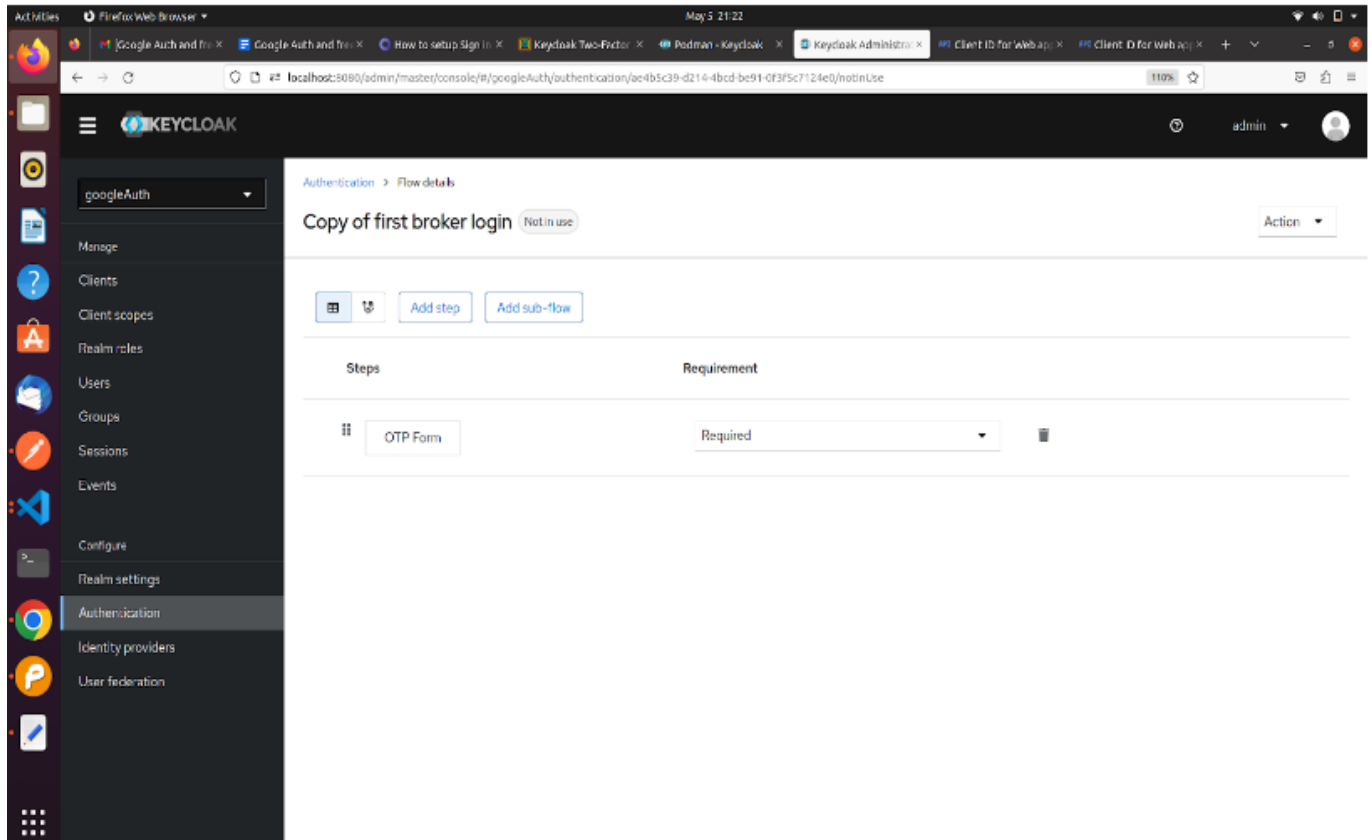 Activities Firefox Web Browser May 5 21:22
Google Auth and fre Google Auth and fre How to setup Sign in Keycloak Two-Factor Podman - Keycloak Keycloak Administra Client ID for Web app Client ID for Web app
localhost:8080/admin/master/console/#/googleAuth/authentication/ae4b5c39-d214-4bcd-be91-0f3f5c7124e0/notInUse 110%
KEYCLOAK admin
googleAuth
Manage
Clients
Client scopes
Realm roles
Users
Groups
Sessions
Events
Configure
Realm settings
Authentication
Identity providers
User federation
Authentication > Flow details
Copy of first broker login Not in use Action
Add step Add sub-flow
Steps Requirement
OTP Form Required